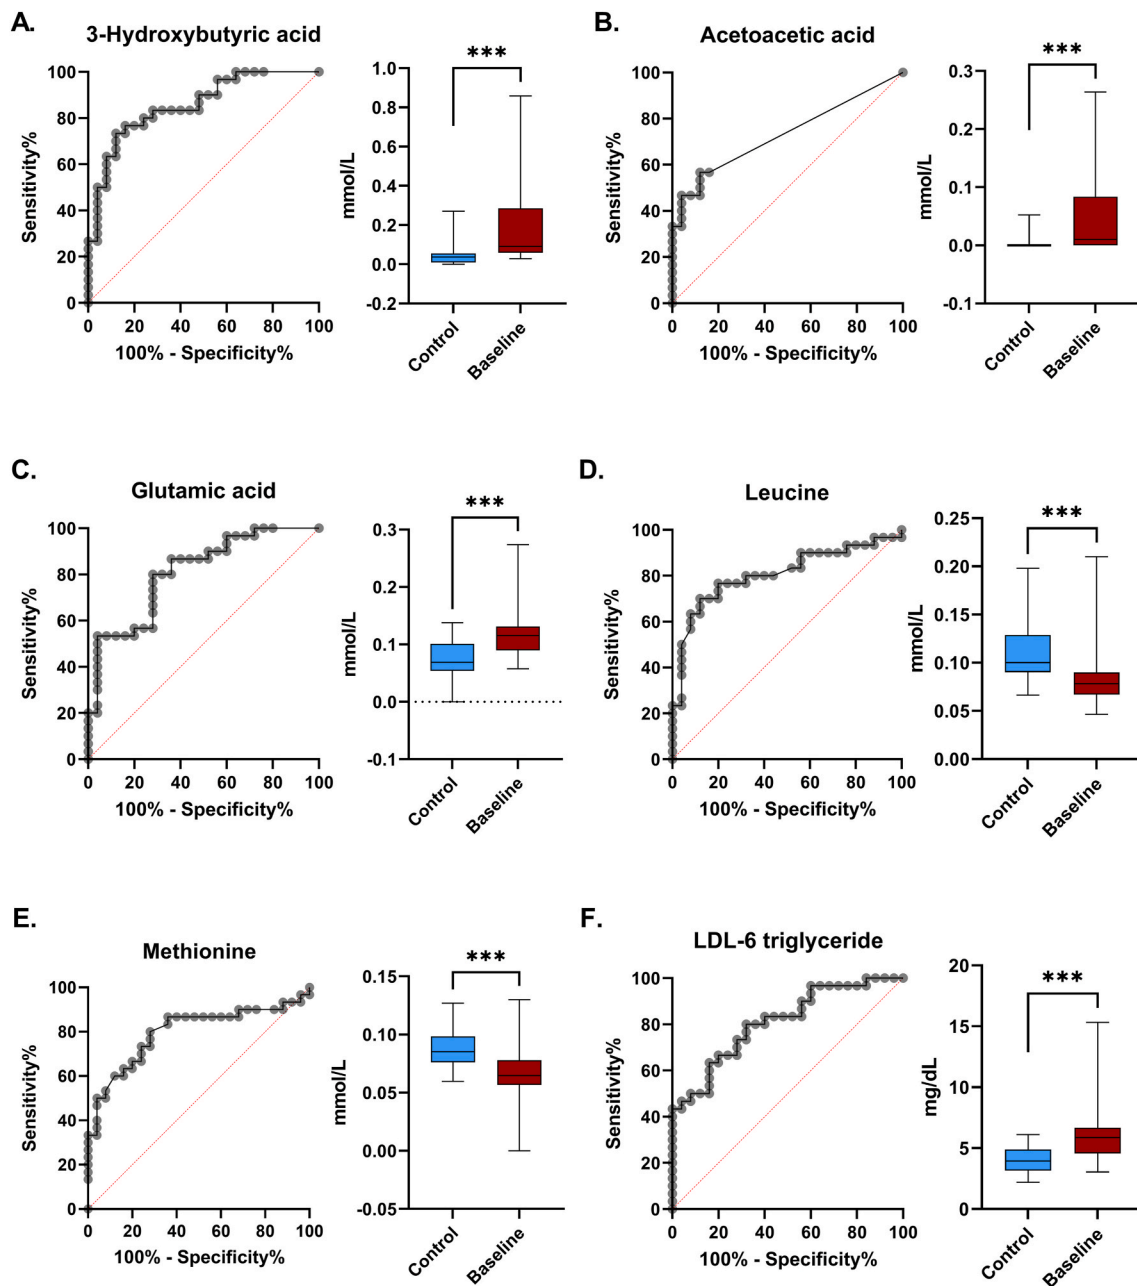 A.
3-Hydroxybutyric acid
Sensitivity%
100
80
60
40
20
0
0 20 40 60 80 100
100% - Specificity%
***
mmol/L
1.0
0.8
0.6
0.4
0.2
0.0
-0.2
Control
Baseline
B.
Acetoacetic acid
Sensitivity%
100
80
60
40
20
0
0 20 40 60 80 100
100% - Specificity%
***
mmol/L
0.3
0.2
0.1
0.0
-0.1
Control
Baseline
C.
Glutamic acid
Sensitivity%
100
80
60
40
20
0
0 20 40 60 80 100
100% - Specificity%
***
mmol/L
0.3
0.2
0.1
0.0
-0.1
Control
Baseline
D.
Leucine
Sensitivity%
100
80
60
40
20
0
0 20 40 60 80 100
100% - Specificity%
***
mmol/L
0.25
0.20
0.15
0.10
0.05
0.00
Control
Baseline
E.
Methionine
Sensitivity%
100
80
60
40
20
0
0 20 40 60 80 100
100% - Specificity%
***
mmol/L
0.15
0.10
0.05
0.00
-0.05
Control
Baseline
F.
LDL-6 triglyceride
Sensitivity%
100
80
60
40
20
0
0 20 40 60 80 100
100% - Specificity%
***
mg/dL
20
15
10
5
0
Control
Baseline